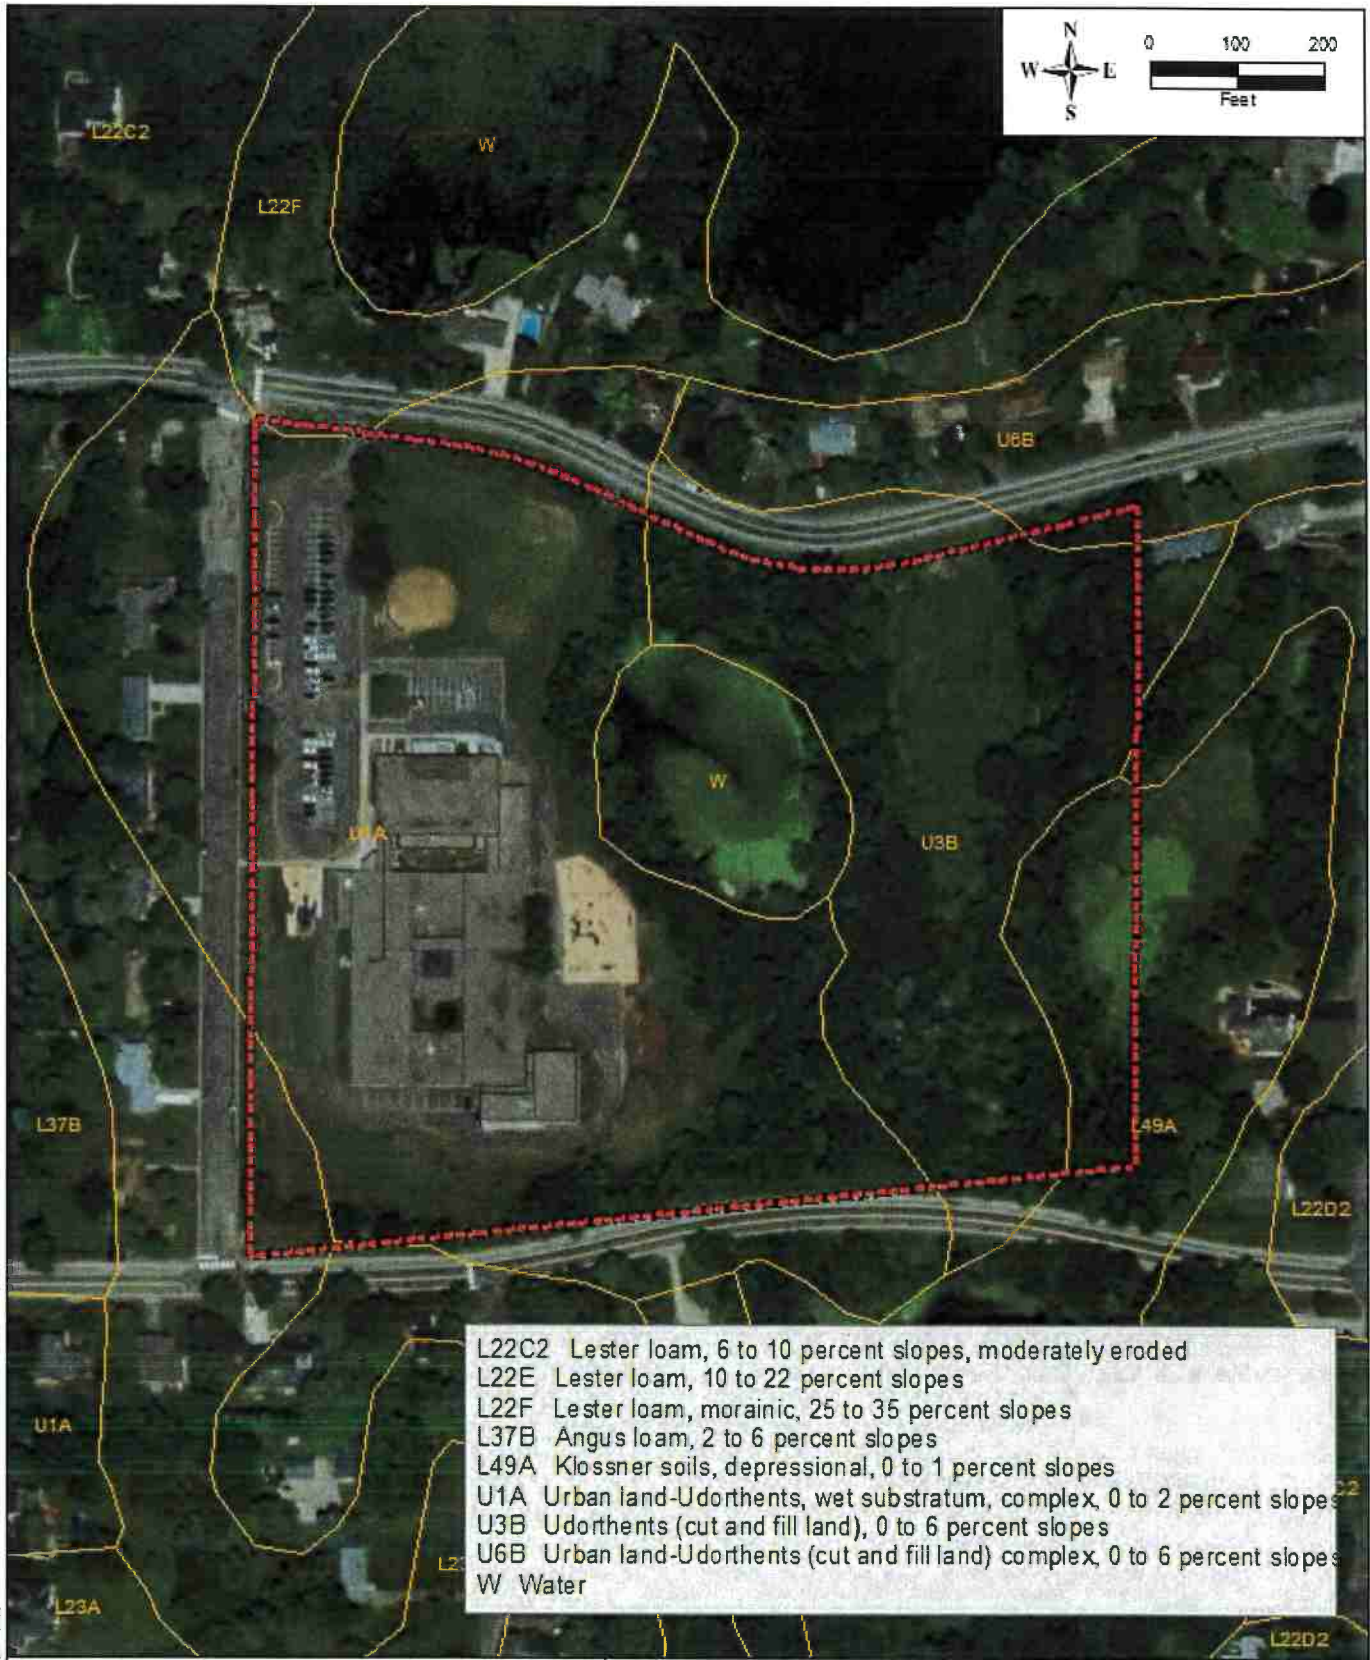 N
W E
S
0 100 200
Feet
L22C2
W
L22F
U6B
U1A
W
U3B
L37B
L49A
L22D2
U1A
L23A
L22D2
L22C2 Lester loam, 6 to 10 percent slopes, moderately eroded
L22E Lester loam, 10 to 22 percent slopes
L22F Lester loam, morainic, 25 to 35 percent slopes
L37B Angus loam, 2 to 6 percent slopes
L49A Klossner soils, depressional, 0 to 1 percent slopes
U1A Urban land-Udorthents, wet substratum, complex, 0 to 2 percent slopes
U3B Udorthents (cut and fill land), 0 to 6 percent slopes
U6B Urban land-Udorthents (cut and fill land) complex, 0 to 6 percent slopes
W Water